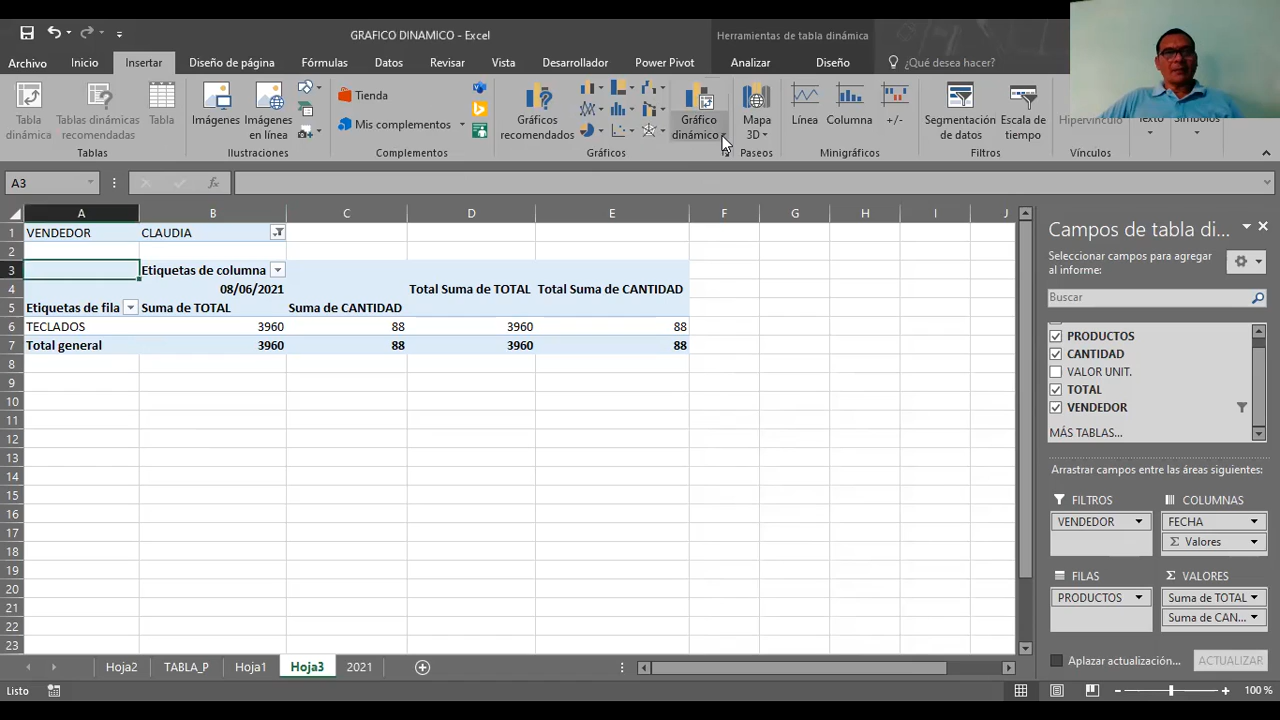 GRAFICO DINAMICO - Excel
Herramientas de tabla dinámica
Archivo Inicio Insertar Diseño de página Fórmulas Datos Revisar Vista Desarrollador Power Pivot Analizar Diseño ¿Qué desea hacer?
Tabla dinámica
Tablas dinámicas recomendadas
Tabla
Tablas
Imágenes
Imágenes en línea
Ilustraciones
Tienda
Mis complementos
Complementos
Gráficos recomendados
Gráficos
Gráfico dinámico
Mapa 3D
Paseos
Línea
Columna
+/-
Minigráficos
Segmentación de datos
Escala de tiempo
Filtros
Hipervínculo
Vínculos
Texto
Símbolos
A3
fx
A B C D E F G H I J
1 VENDEDOR CLAUDIA
2
3 Etiquetas de columna
4 08/06/2021 Total Suma de TOTAL Total Suma de CANTIDAD
5 Etiquetas de fila Suma de TOTAL Suma de CANTIDAD
6 TECLADOS 3960 88 3960 88
7 Total general 3960 88 3960 88
8
9
10
11
12
13
14
15
16
17
18
19
20
21
22
23
Campos de tabla di...
Seleccionar campos para agregar al informe:
Buscar
PRODUCTOS
CANTIDAD
VALOR UNIT.
TOTAL
VENDEDOR
MÁS TABLAS...
Arrastrar campos entre las áreas siguientes:
FILTROS
VENDEDOR
COLUMNAS
FECHA
Σ Valores
FILAS
PRODUCTOS
Σ VALORES
Suma de TOTAL
Suma de CAN...
Aplazar actualización...
ACTUALIZAR
Hoja2 TABLA_P Hoja1 Hoja3 2021
Listo
100 %